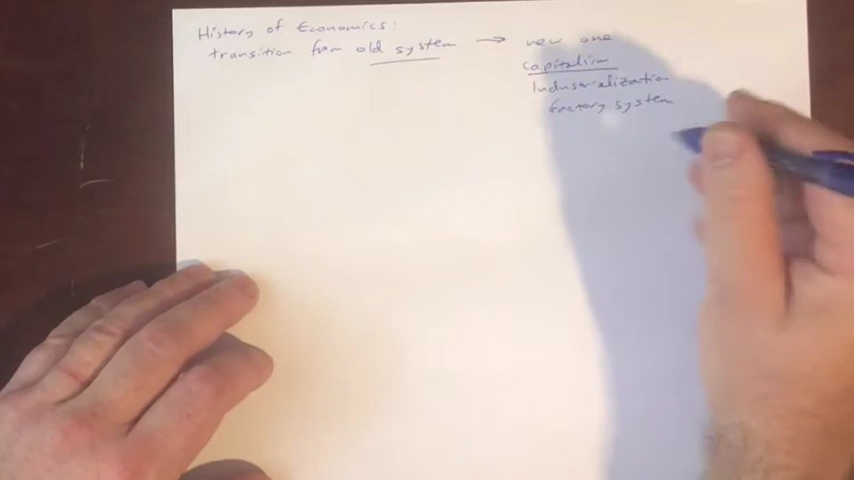 History of Economics:
transition from old system → new one
capitalism
Industrialization
factory system